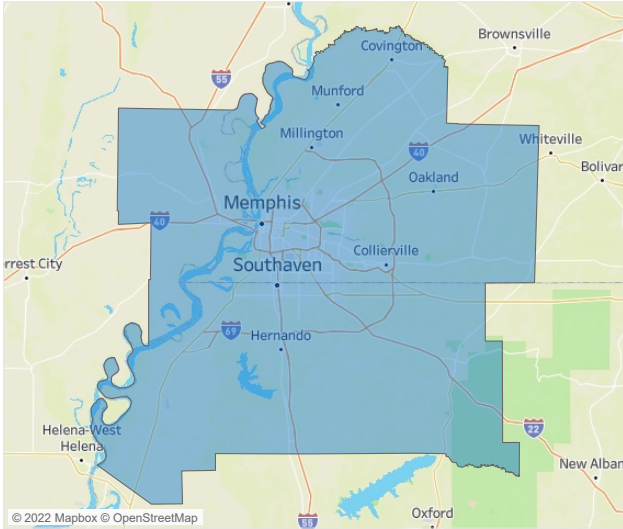 Covington
Brownsville
55
Munford
Millington
Whiteville
40
Bolivar
Oakland
Memphis
40
Collierville
rrest City
Southaven
69
Hernando
Helena-West
Helena
22
New Alban
Oxford
55
© 2022 Mapbox © OpenStreetMap